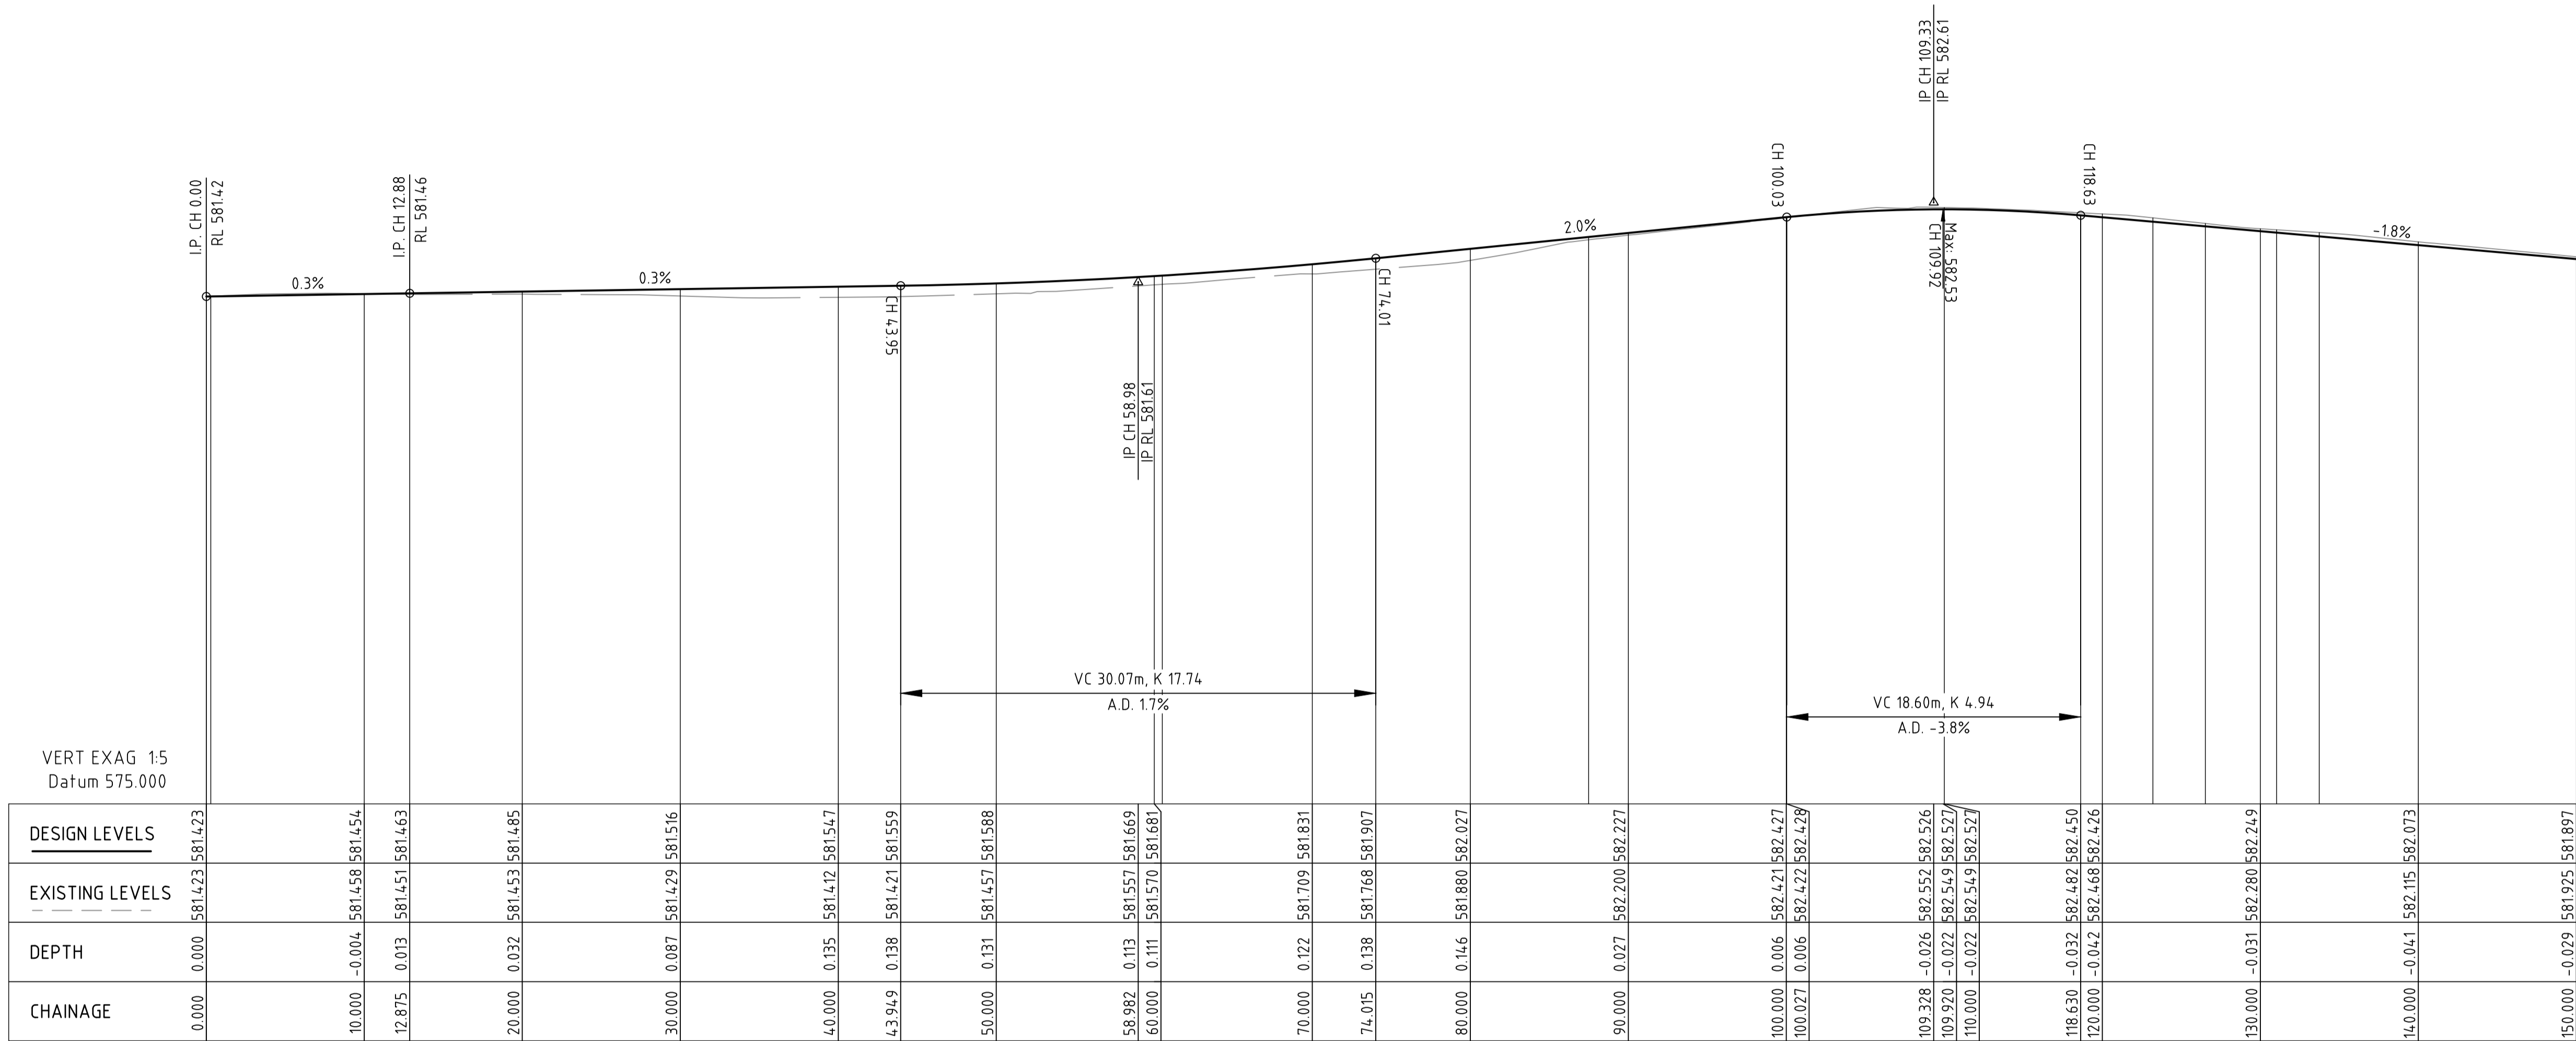 IP CH 109.33
IP RL 582.61
I.P. CH 0.00
RL 581.42
I.P. CH 12.88
RL 581.46
CH 100.03
CH 118.63
0.3%
0.3%
2.0%
-1.8%
CH 43.95
CH 74.01
Max: 582.53
CH 109.92
IP CH 58.98
IP RL 581.61
VC 30.07m, K 17.74
A.D. 1.7%
VC 18.60m, K 4.94
A.D. -3.8%
VERT EXAG 1:5
Datum 575.000
DESIGN LEVELS 581.423 581.454 581.463 581.485 581.516 581.547 581.559 581.588 581.669 581.681 581.831 581.907 582.027 582.227 582.427 582.428 582.526 582.527 582.527 582.450 582.426 582.249 582.073 581.897
EXISTING LEVELS 581.423 581.458 581.451 581.453 581.429 581.412 581.421 581.457 581.557 581.570 581.709 581.768 581.880 582.200 582.421 582.422 582.552 582.549 582.549 582.482 582.468 582.280 582.115 581.925
DEPTH 0.000 -0.004 0.013 0.032 0.087 0.135 0.138 0.131 0.113 0.111 0.122 0.138 0.146 0.027 0.006 0.006 -0.026 -0.022 -0.022 -0.032 -0.042 -0.031 -0.041 -0.029
CHAINAGE 0.000 10.000 12.875 20.000 30.000 40.000 43.949 50.000 58.982 60.000 70.000 74.015 80.000 90.000 100.000 100.027 109.328 109.920 110.000 118.630 120.000 130.000 140.000 150.000